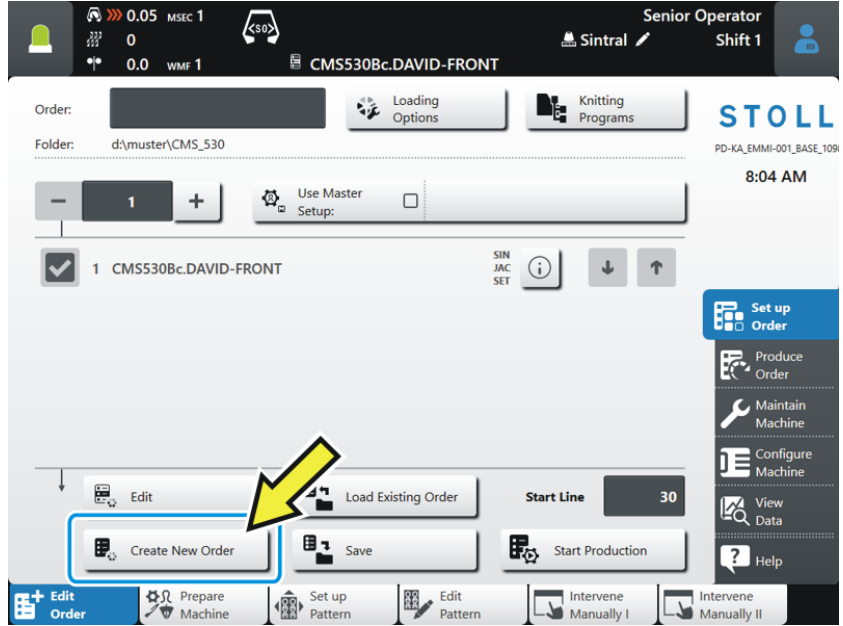 0.05 MSEC 1
<S0>
Senior Operator
0
Sintral
Shift 1
0.0 WMF 1
CMS530Bc.DAVID-FRONT
Order:
Loading
Options
Knitting
Programs
STOLL
Folder: d:\muster\CMS_530
PD-KA_EMMI-001_BASE_109
8:04 AM
− 1 +
Use Master
Setup:
1 CMS530Bc.DAVID-FRONT
SIN
JAC
SET
Set up
Order
Produce
Order
Maintain
Machine
Configure
Machine
View
Data
Help
Edit
Load Existing Order
Start Line 30
Create New Order
Save
Start Production
Edit
Order
Prepare
Machine
Set up
Pattern
Edit
Pattern
Intervene
Manually I
Intervene
Manually II